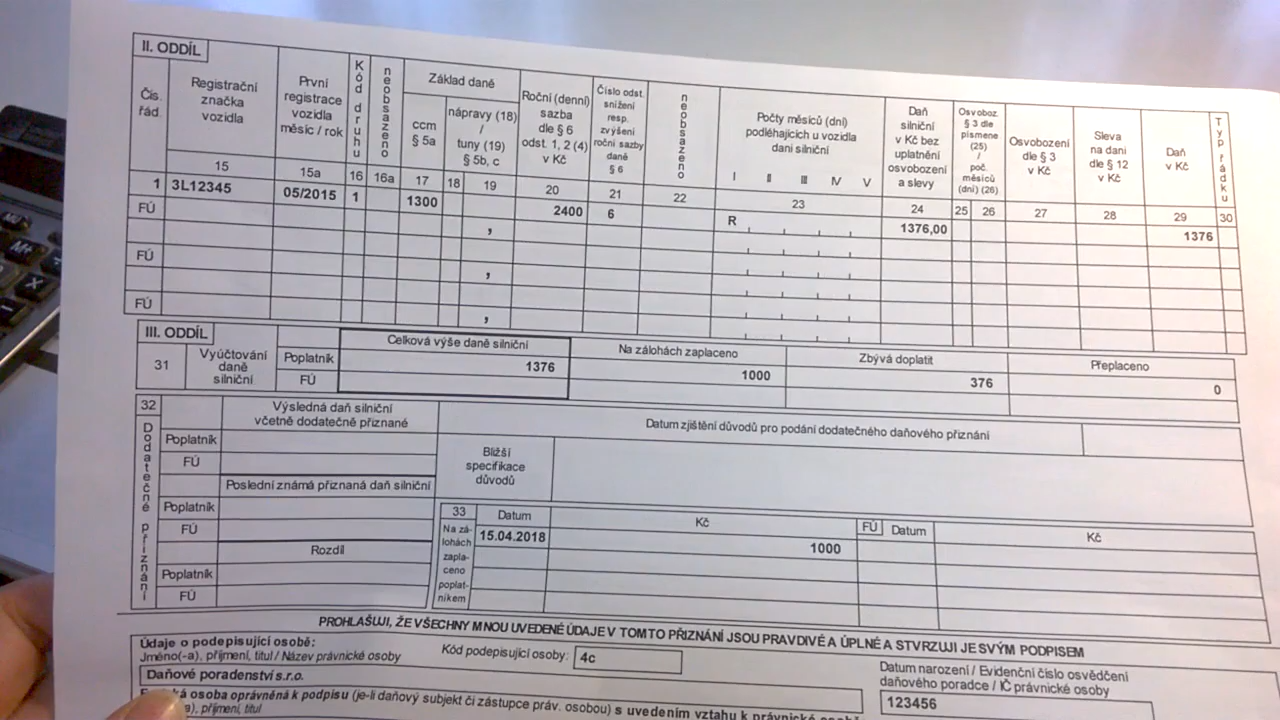 II. ODDÍL
Čís. řád.
Registrační značka vozidla
První registrace vozidla měsíc / rok
Kód druhu
neobsazeno
Základ daně
ccm § 5a
nápravy (18) / tuny (19) § 5b, c
Roční (denní) sazba dle § 6 odst. 1, 2 (4) v Kč
Číslo odst. snížení resp. zvýšení roční sazby daně § 6
neobsazeno
Počty měsíců (dní) podléhajících u vozidla dani silniční
I II III IV V
Daň silniční v Kč bez uplatnění osvobození a slevy
Osvoboz. § 3 dle písmene (25) / poč. měsíců (dní) (26)
Osvobození dle § 3 v Kč
Sleva na dani dle § 12 v Kč
Daň v Kč
Typ řádku
15 15a 16 16a 17 18 19 20 21 22 23 24 25 26 27 28 29 30
1 3L12345 05/2015 1 1300 2400 6 R 1376,00 1376
FÚ ,
FÚ ,
FÚ ,
III. ODDÍL
31
Vyúčtování daně silniční
Celková výše daně silniční
Na zálohách zaplaceno
Zbývá doplatit
Přeplaceno
Poplatník 1376 1000 376 0
FÚ
32
Dodatečné přiznání
Výsledná daň silniční včetně dodatečně přiznané
Datum zjištění důvodů pro podání dodatečného daňového přiznání
Poplatník
FÚ
Bližší specifikace důvodů
Poslední známá přiznaná daň silniční
Poplatník
FÚ
Rozdíl
Poplatník
FÚ
33
Datum
Kč
FÚ
Datum
Kč
Na zá-
lohách
zapla-
ceno
poplat-
níkem
15.04.2018 1000
PROHLAŠUJI, ŽE VŠECHNY MNOU UVEDENÉ ÚDAJE V TOMTO PŘIZNÁNÍ JSOU PRAVDIVÉ A ÚPLNÉ A STVRZUJI JE SVÝM PODPISEM
Údaje o podepisující osobě:
Kód podepisující osoby: 4c
Jméno(-a), příjmení, titul / Název právnické osoby
Daňové poradenství s.r.o.
Datum narození / Evidenční číslo osvědčení
daňového poradce / IČ právnické osoby
123456
osoba oprávněná k podpisu (je-li daňový subjekt či zástupce práv. osobou) s uvedením vztahu k právnické osobě
příjmení, titul
M+